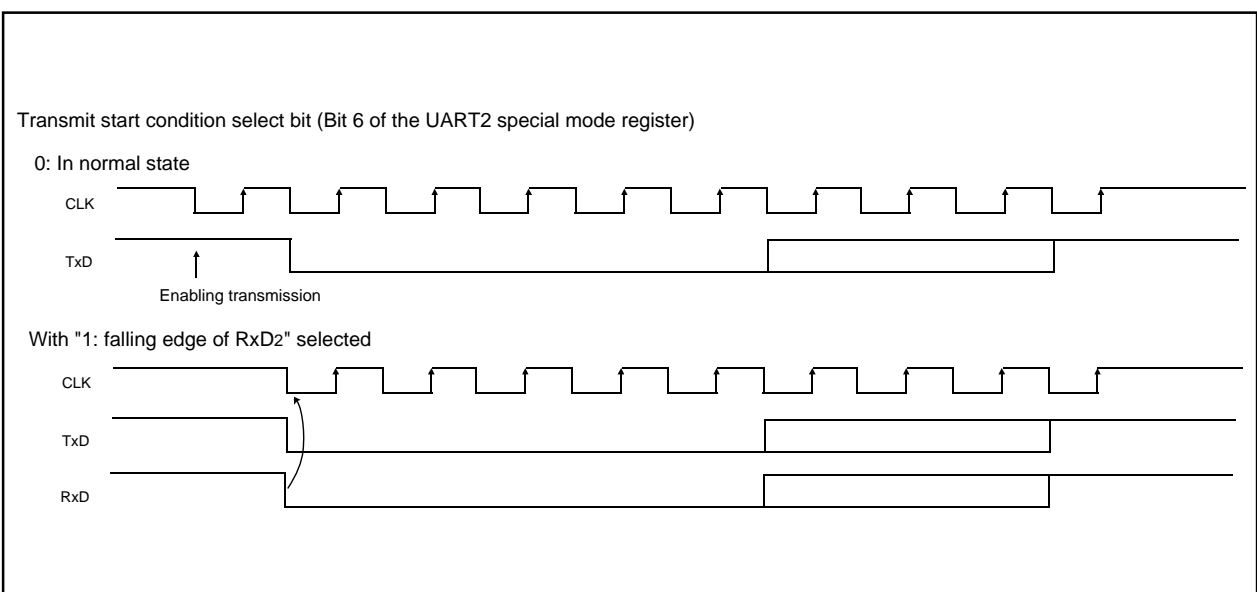 Transmit start condition select bit (Bit 6 of the UART2 special mode register)
0: In normal state
CLK
TxD
Enabling transmission
With "1: falling edge of RxD2" selected
CLK
TxD
RxD